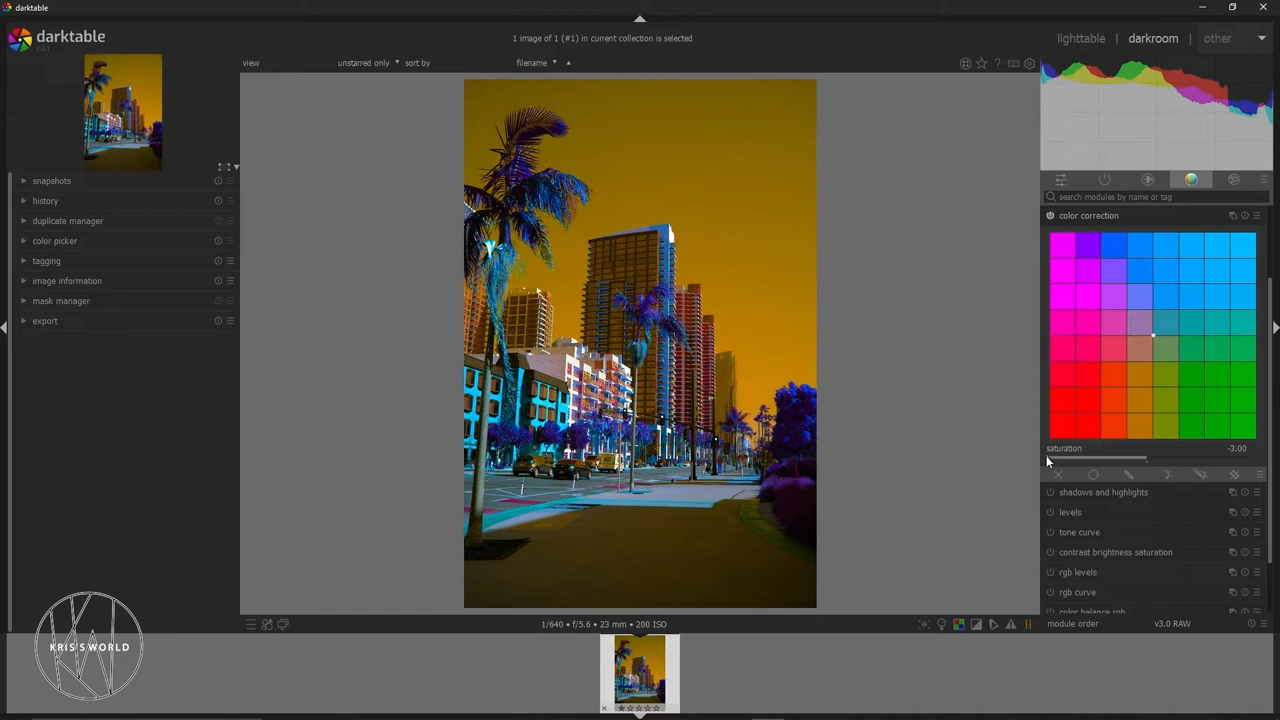 darktable
darktable
1 image of 1 (#1) in current collection is selected
lighttable | darkroom | other
view unstarred only sort by filename
snapshots
history
duplicate manager
color picker
tagging
image information
mask manager
export
search modules by name or tag
color correction
saturation -3.00
shadows and highlights
levels
tone curve
contrast brightness saturation
rgb levels
rgb curve
color balance rgb
1/640 • f/5.6 • 23 mm • 200 ISO
module order v3.0 RAW
KRIS'S WORLD